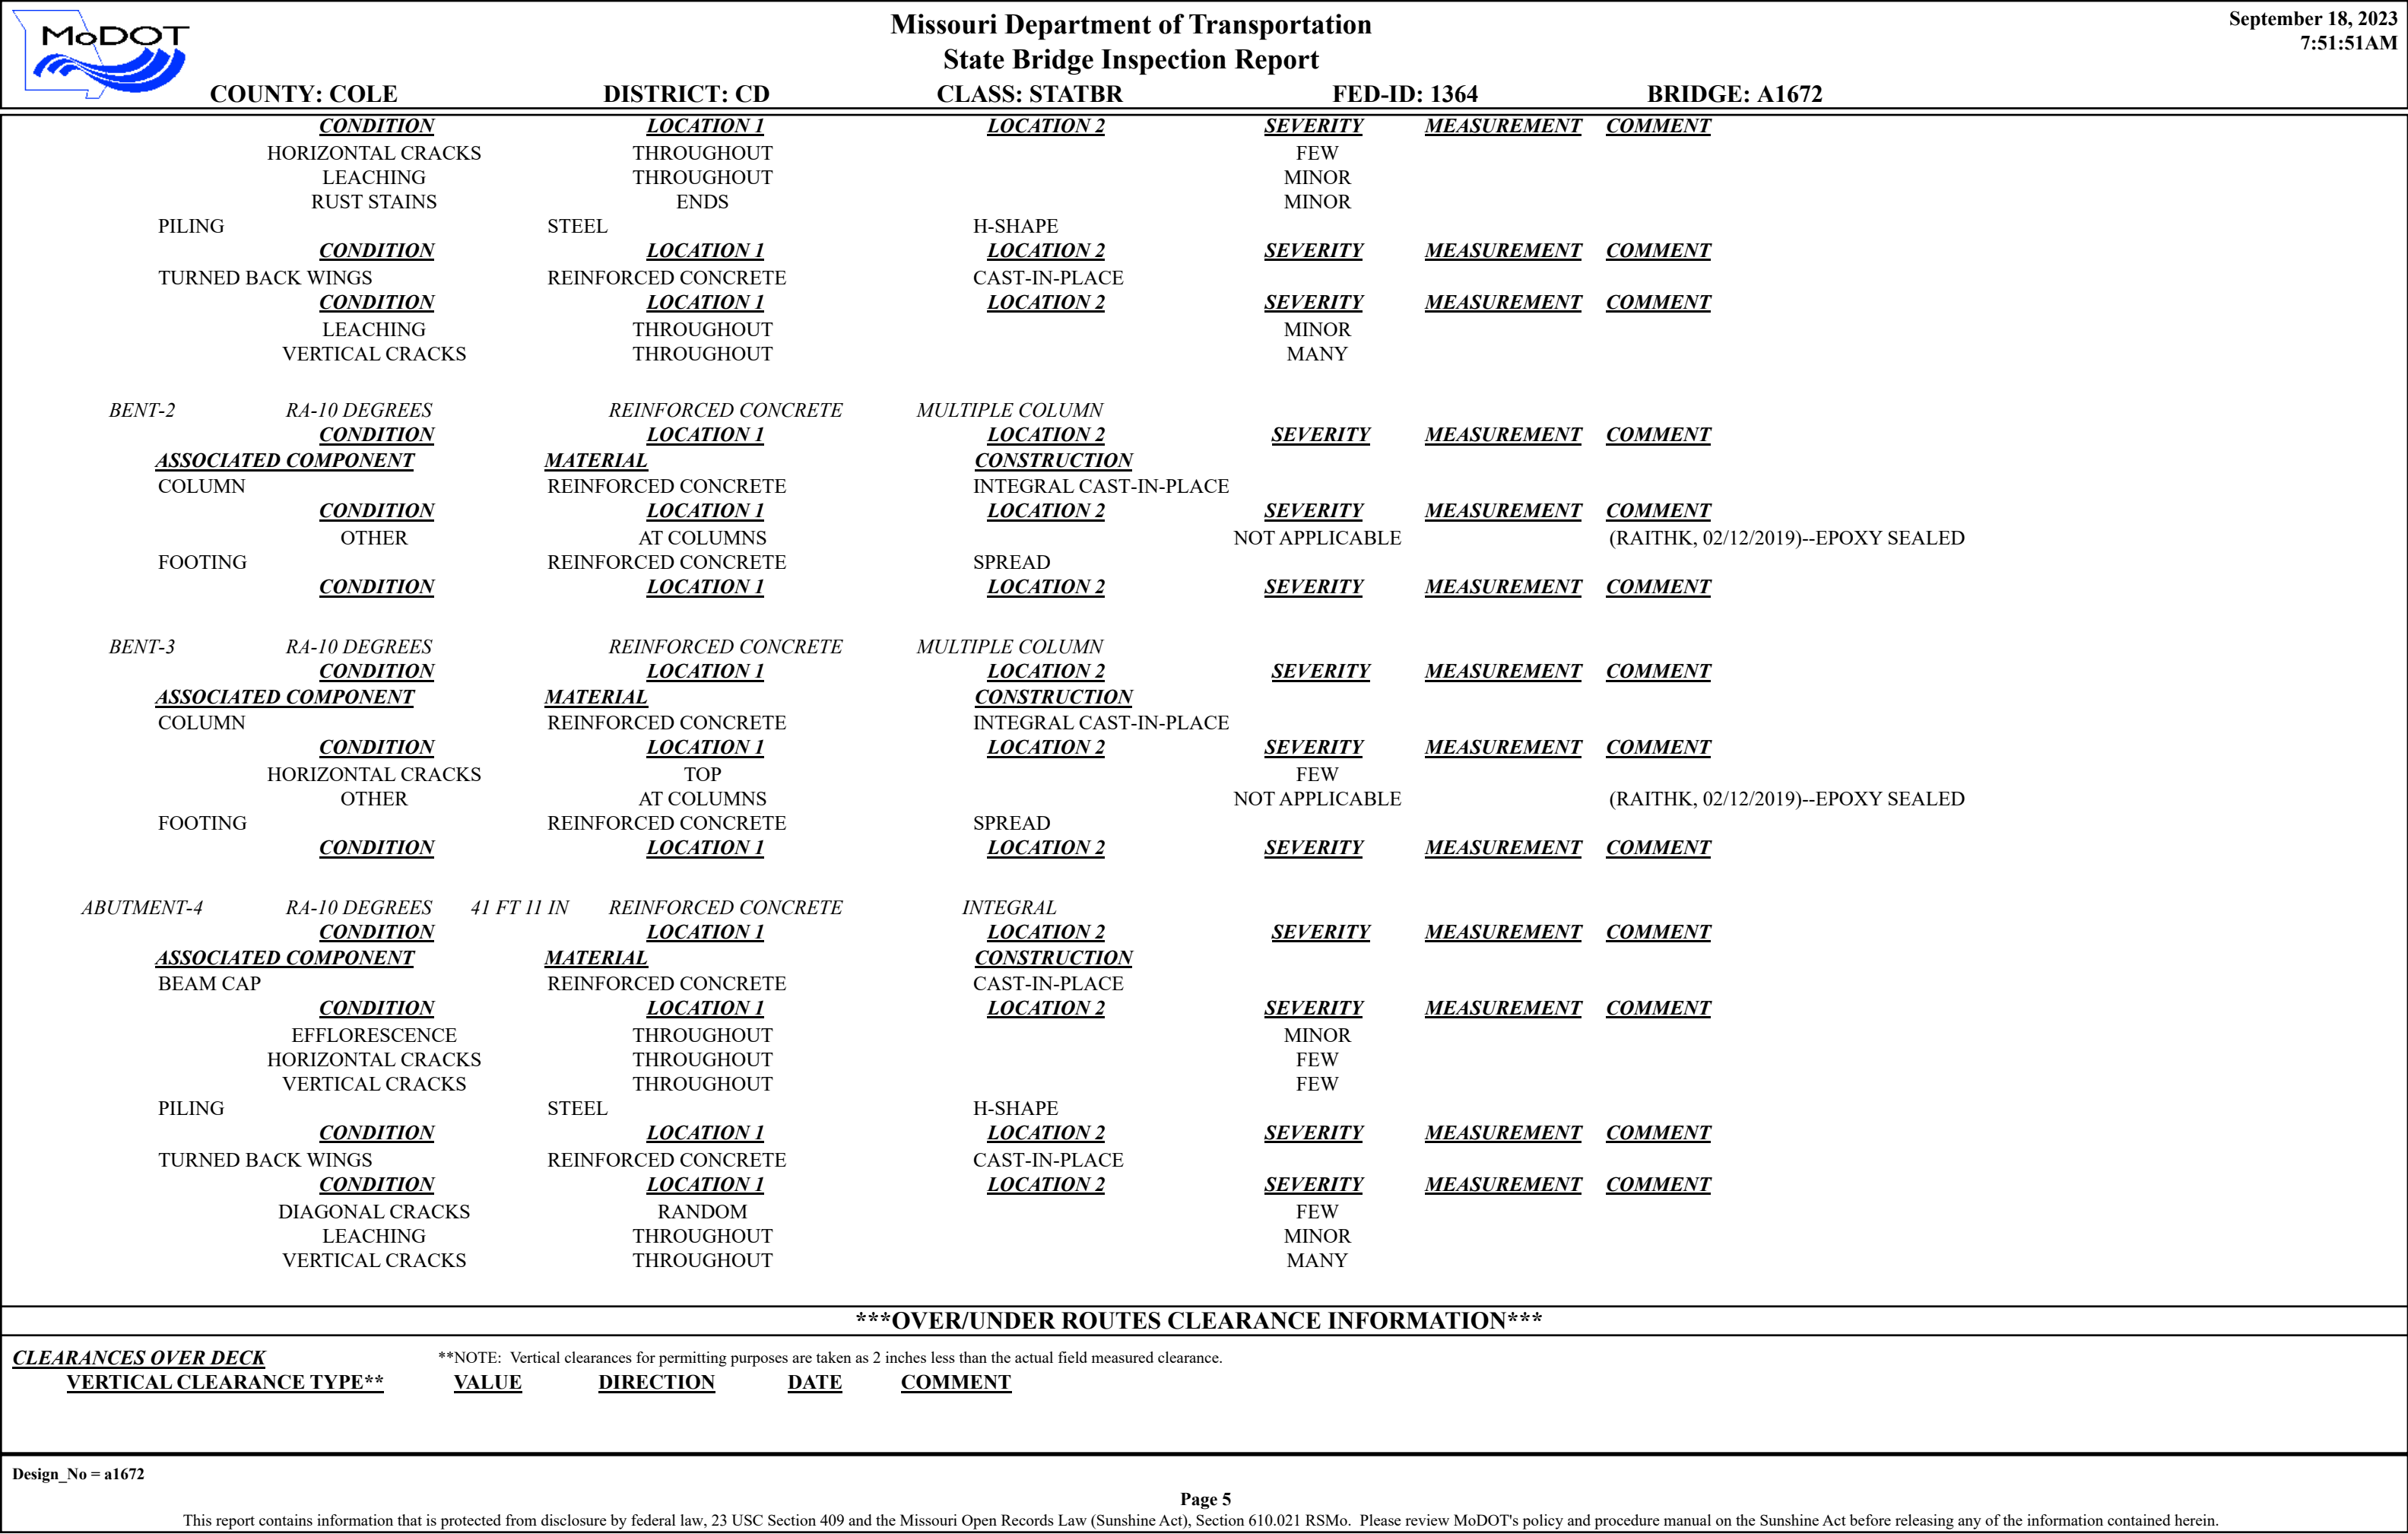 MoDOT
Missouri Department of Transportation
State Bridge Inspection Report
September 18, 2023
7:51:51AM
COUNTY: COLE DISTRICT: CD CLASS: STATBR FED-ID: 1364 BRIDGE: A1672
CONDITION LOCATION 1 LOCATION 2 SEVERITY MEASUREMENT COMMENT
HORIZONTAL CRACKS THROUGHOUT FEW
LEACHING THROUGHOUT MINOR
RUST STAINS ENDS MINOR
PILING STEEL H-SHAPE
CONDITION LOCATION 1 LOCATION 2 SEVERITY MEASUREMENT COMMENT
TURNED BACK WINGS REINFORCED CONCRETE CAST-IN-PLACE
CONDITION LOCATION 1 LOCATION 2 SEVERITY MEASUREMENT COMMENT
LEACHING THROUGHOUT MINOR
VERTICAL CRACKS THROUGHOUT MANY
BENT-2 RA-10 DEGREES REINFORCED CONCRETE MULTIPLE COLUMN
CONDITION LOCATION 1 LOCATION 2 SEVERITY MEASUREMENT COMMENT
ASSOCIATED COMPONENT MATERIAL CONSTRUCTION
COLUMN REINFORCED CONCRETE INTEGRAL CAST-IN-PLACE
CONDITION LOCATION 1 LOCATION 2 SEVERITY MEASUREMENT COMMENT
OTHER AT COLUMNS NOT APPLICABLE (RAITHK, 02/12/2019)--EPOXY SEALED
FOOTING REINFORCED CONCRETE SPREAD
CONDITION LOCATION 1 LOCATION 2 SEVERITY MEASUREMENT COMMENT
BENT-3 RA-10 DEGREES REINFORCED CONCRETE MULTIPLE COLUMN
CONDITION LOCATION 1 LOCATION 2 SEVERITY MEASUREMENT COMMENT
ASSOCIATED COMPONENT MATERIAL CONSTRUCTION
COLUMN REINFORCED CONCRETE INTEGRAL CAST-IN-PLACE
CONDITION LOCATION 1 LOCATION 2 SEVERITY MEASUREMENT COMMENT
HORIZONTAL CRACKS TOP FEW
OTHER AT COLUMNS NOT APPLICABLE (RAITHK, 02/12/2019)--EPOXY SEALED
FOOTING REINFORCED CONCRETE SPREAD
CONDITION LOCATION 1 LOCATION 2 SEVERITY MEASUREMENT COMMENT
ABUTMENT-4 RA-10 DEGREES 41 FT 11 IN REINFORCED CONCRETE INTEGRAL
CONDITION LOCATION 1 LOCATION 2 SEVERITY MEASUREMENT COMMENT
ASSOCIATED COMPONENT MATERIAL CONSTRUCTION
BEAM CAP REINFORCED CONCRETE CAST-IN-PLACE
CONDITION LOCATION 1 LOCATION 2 SEVERITY MEASUREMENT COMMENT
EFFLORESCENCE THROUGHOUT MINOR
HORIZONTAL CRACKS THROUGHOUT FEW
VERTICAL CRACKS THROUGHOUT FEW
PILING STEEL H-SHAPE
CONDITION LOCATION 1 LOCATION 2 SEVERITY MEASUREMENT COMMENT
TURNED BACK WINGS REINFORCED CONCRETE CAST-IN-PLACE
CONDITION LOCATION 1 LOCATION 2 SEVERITY MEASUREMENT COMMENT
DIAGONAL CRACKS RANDOM FEW
LEACHING THROUGHOUT MINOR
VERTICAL CRACKS THROUGHOUT MANY
***OVER/UNDER ROUTES CLEARANCE INFORMATION***
CLEARANCES OVER DECK **NOTE: Vertical clearances for permitting purposes are taken as 2 inches less than the actual field measured clearance.
VERTICAL CLEARANCE TYPE** VALUE DIRECTION DATE COMMENT
Design_No = a1672
Page 5
This report contains information that is protected from disclosure by federal law, 23 USC Section 409 and the Missouri Open Records Law (Sunshine Act), Section 610.021 RSMo. Please review MoDOT's policy and procedure manual on the Sunshine Act before releasing any of the information contained herein.